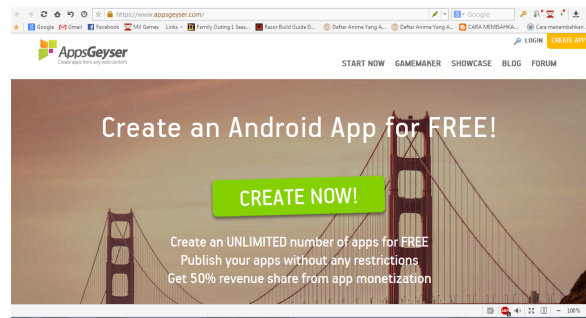 https://www.appsgeyser.com/
Google
Google Gmail Facebook MX Games Links Family Outing1 Seas... Razor Build Guide D... Daftar Anime Yang A... Daftar Anime Yang A... CARA MEMBAHKA... Cara menambahkan
AppsGeyser
Create apps from any web content
LOGIN CREATE APP
START NOW GAMEMAKER SHOWCASE BLOG FORUM
Create an Android App for FREE!
CREATE NOW!
Create an UNLIMITED number of apps for FREE
Publish your apps without any restrictions
Get 50% revenue share from app monetization
100%